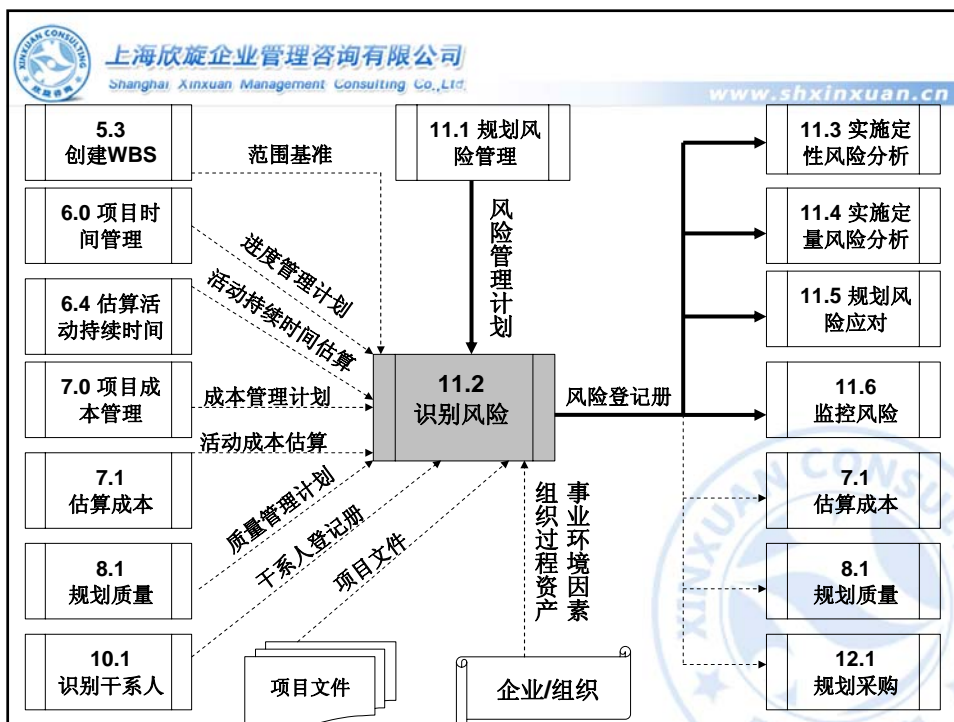 XINXUAN CONSULTING
欣旋咨询
上海欣旋企业管理咨询有限公司
Shanghai Xinxuan Management Consulting Co.,Ltd.
www.shxinxuan.cn
5.3
创建WBS
范围基准
11.1 规划风
险管理
11.3 实施定
性风险分析
6.0 项目时
间管理
进度管理计划
风险管理计划
11.4 实施定
量风险分析
6.4 估算活
动持续时间
活动持续时间估算
11.5 规划风
险应对
7.0 项目成
本管理
成本管理计划
11.2
识别风险
风险登记册
11.6
监控风险
活动成本估算
7.1
估算成本
质量管理计划
事业环境因素
组织过程资产
7.1
估算成本
8.1
规划质量
干系人登记册
项目文件
8.1
规划质量
10.1
识别干系人
项目文件
企业/组织
12.1
规划采购
XINXUAN CONSU